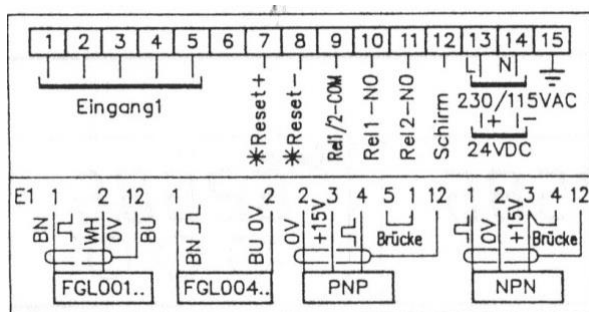 1 2 3 4 5 6 7 8 9 10 11 12 13 14 15
L N
Eingang1
*Reset+
*Reset-
Rel1/2-COM
Rel1-NO
Rel2-NO
Schirm
230/115VAC
+ -
24VDC
E1 1 2 12 1 2 2 3 4 5 1 12 1 2 3 4 12
BN WH 0V BU BN BU 0V 0V +15V Brücke 0V +15V Brücke
FGL001.. FGL004.. PNP NPN